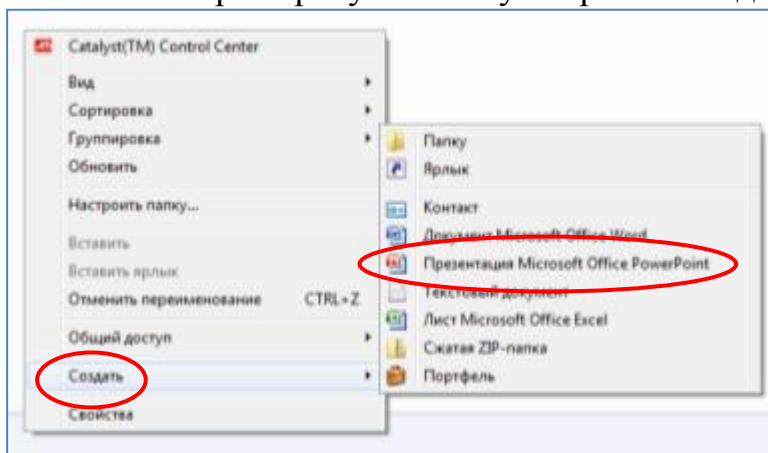 Catalyst(TM) Control Center
Вид
Сортировка
Группировка
Обновить
Настроить папку...
Вставить
Вставить ярлык
Отменить переименование CTRL+Z
Общий доступ
Создать
Свойства
Папку
Ярлык
Контакт
Документ Microsoft Office Word
Презентация Microsoft Office PowerPoint
Текстовый документ
Лист Microsoft Office Excel
Сжатая ZIP-папка
Портфель